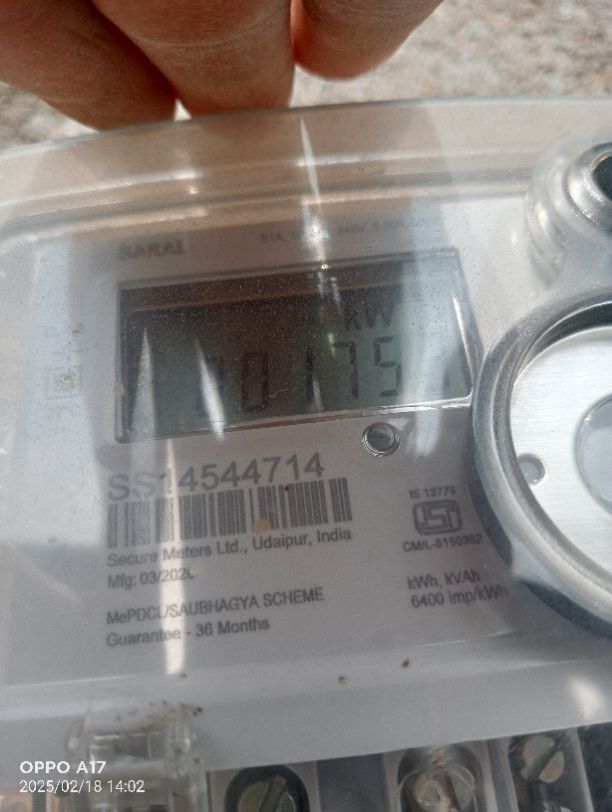 SARAL
kW
00175
SS14544714
IS 13779
CM/L-8150362
Secure Meters Ltd., Udaipur, India
Mfg: 03/2020
MePDCL/SAUBHAGYA SCHEME
Guarantee - 36 Months
kWh, kVAh
6400 imp/kWh
OPPO A17
2025/02/18 14:02